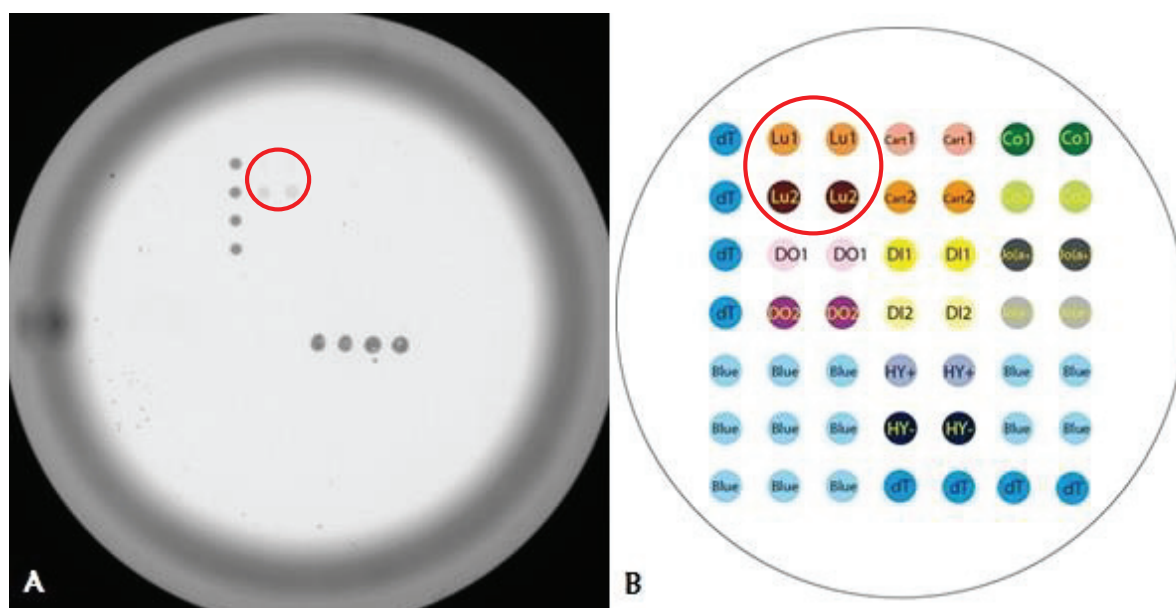 dT Lu1 Lu1 Cart1 Cart1 Co1 Co1
dT Lu2 Lu2 Cart2 Cart2
dT DO1 DO1 DI1 DI1 Jo(a+ Jo(a+
dT DO2 DO2 DI2 DI2
Blue Blue Blue HY+ HY+ Blue Blue
Blue Blue Blue HY- HY- Blue Blue
Blue Blue Blue dT dT dT dT
A B